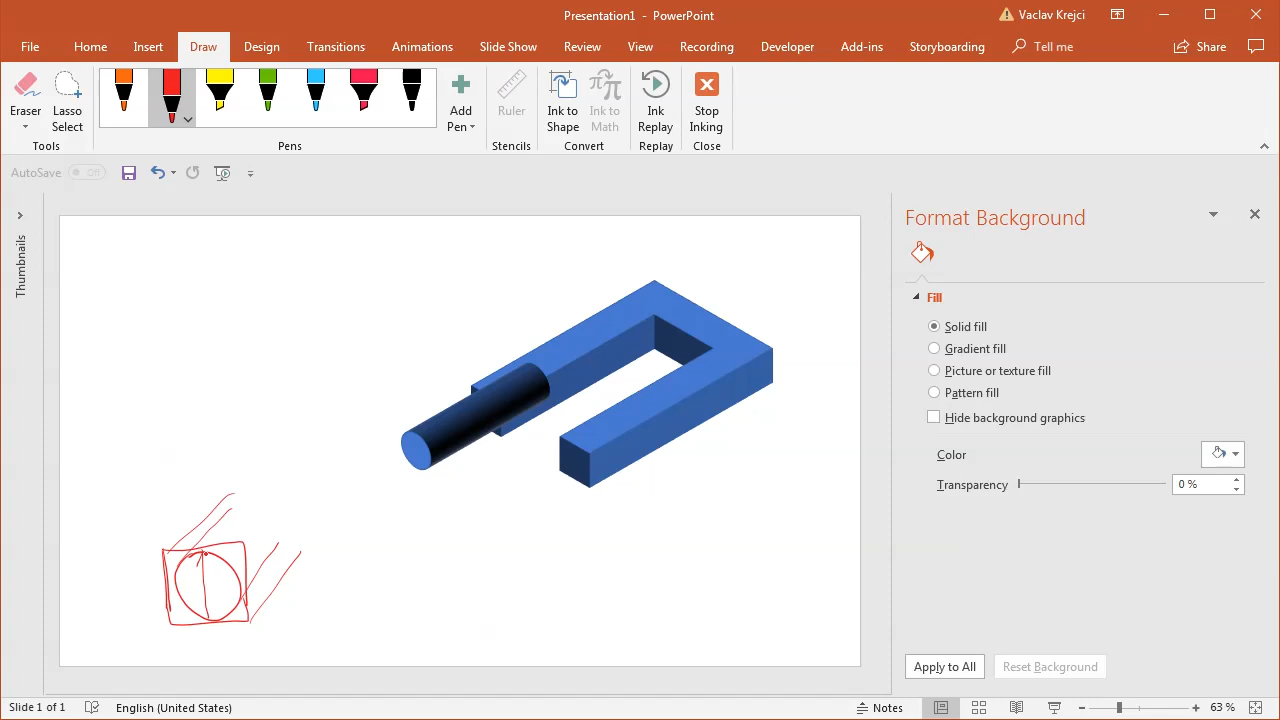 Presentation1 - PowerPoint
Vaclav Krejci
File Home Insert Draw Design Transitions Animations Slide Show Review View Recording Developer Add-ins Storyboarding Tell me Share
Eraser
Lasso Select
Add Pen
Ruler
Ink to Shape
Ink to Math
Ink Replay
Stop Inking
Tools Pens Stencils Convert Replay Close
AutoSave Off
Thumbnails
Format Background
Fill
Solid fill
Gradient fill
Picture or texture fill
Pattern fill
Hide background graphics
Color
Transparency 0 %
Apply to All Reset Background
Slide 1 of 1 English (United States) Notes 63 %